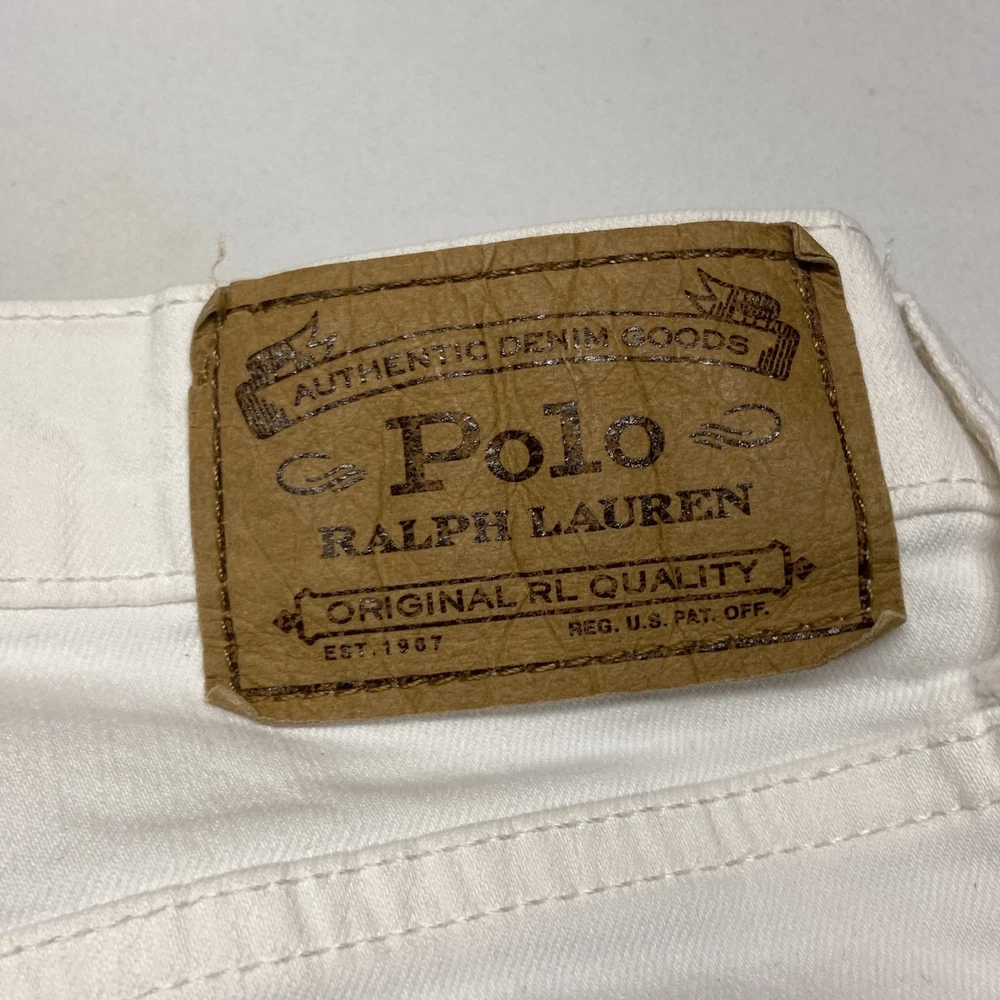 AUTHENTIC DENIM GOODS
Polo
RALPH LAUREN
ORIGINAL RL QUALITY
EST. 1967 REG. U.S. PAT. OFF.